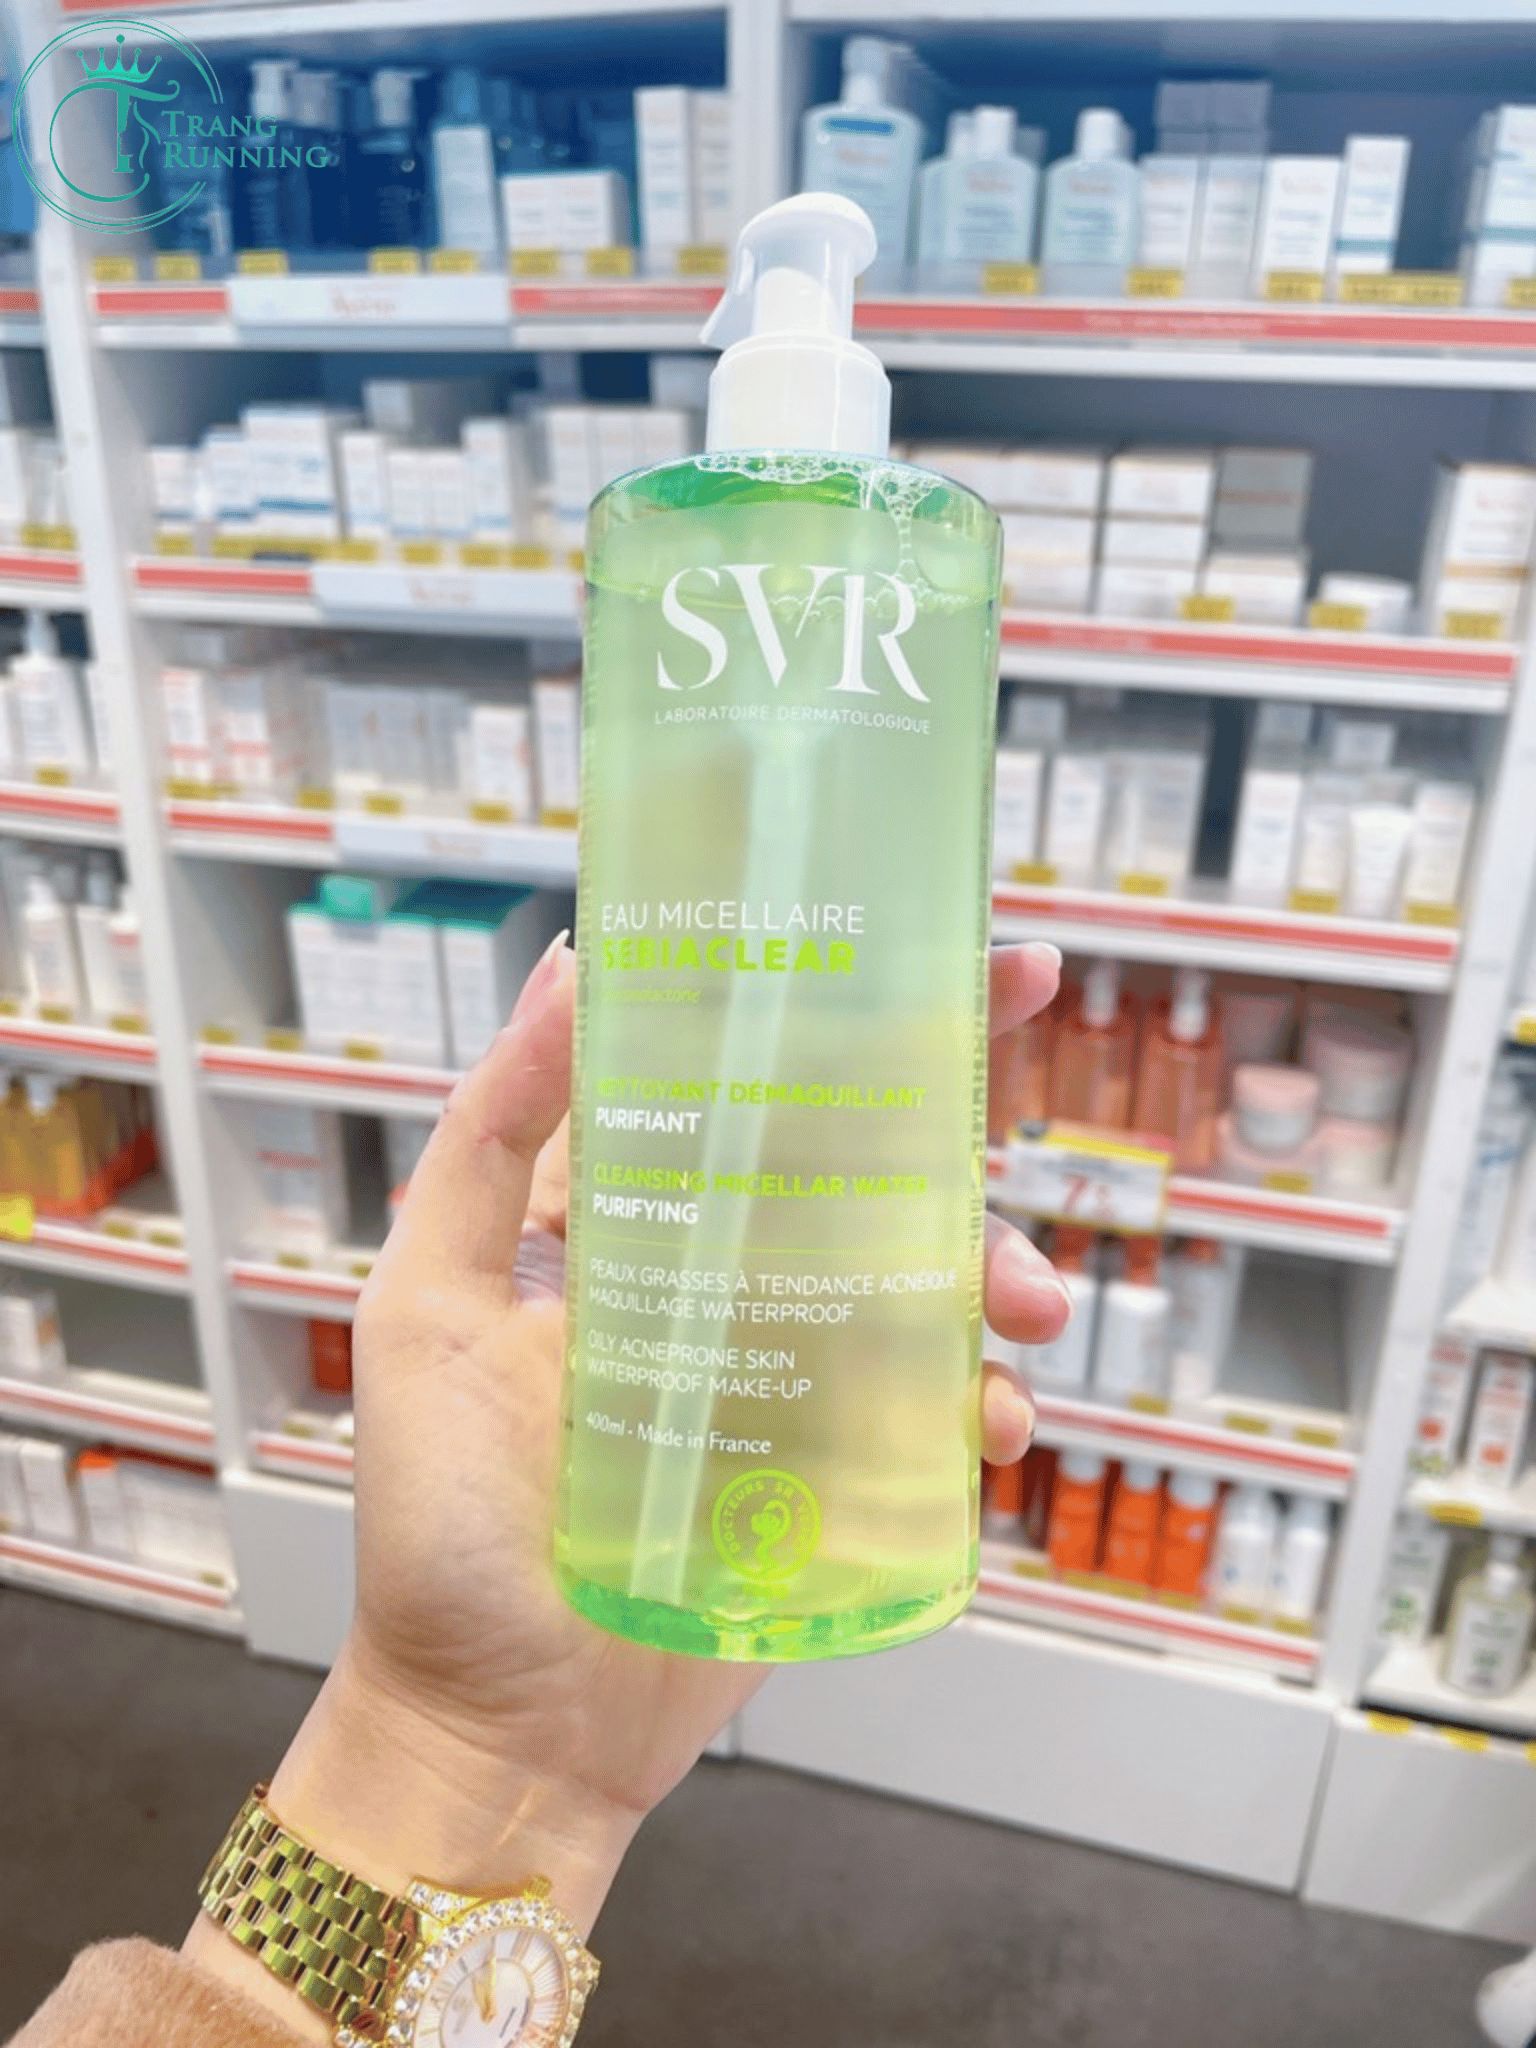 TRANG
RUNNING
SVR
LABORATOIRE DERMATOLOGIQUE
EAU MICELLAIRE
SEBIACLEAR
NETTOYANT DÉMAQUILLANT
PURIFIANT
CLEANSING MICELLAR WATER
PURIFYING
PEAUX GRASSES À TENDANCE ACNÉIQUE
MAQUILLAGE WATERPROOF
OILY ACNEPRONE SKIN
WATERPROOF MAKE-UP
400ml - Made in France
DOCTEURS